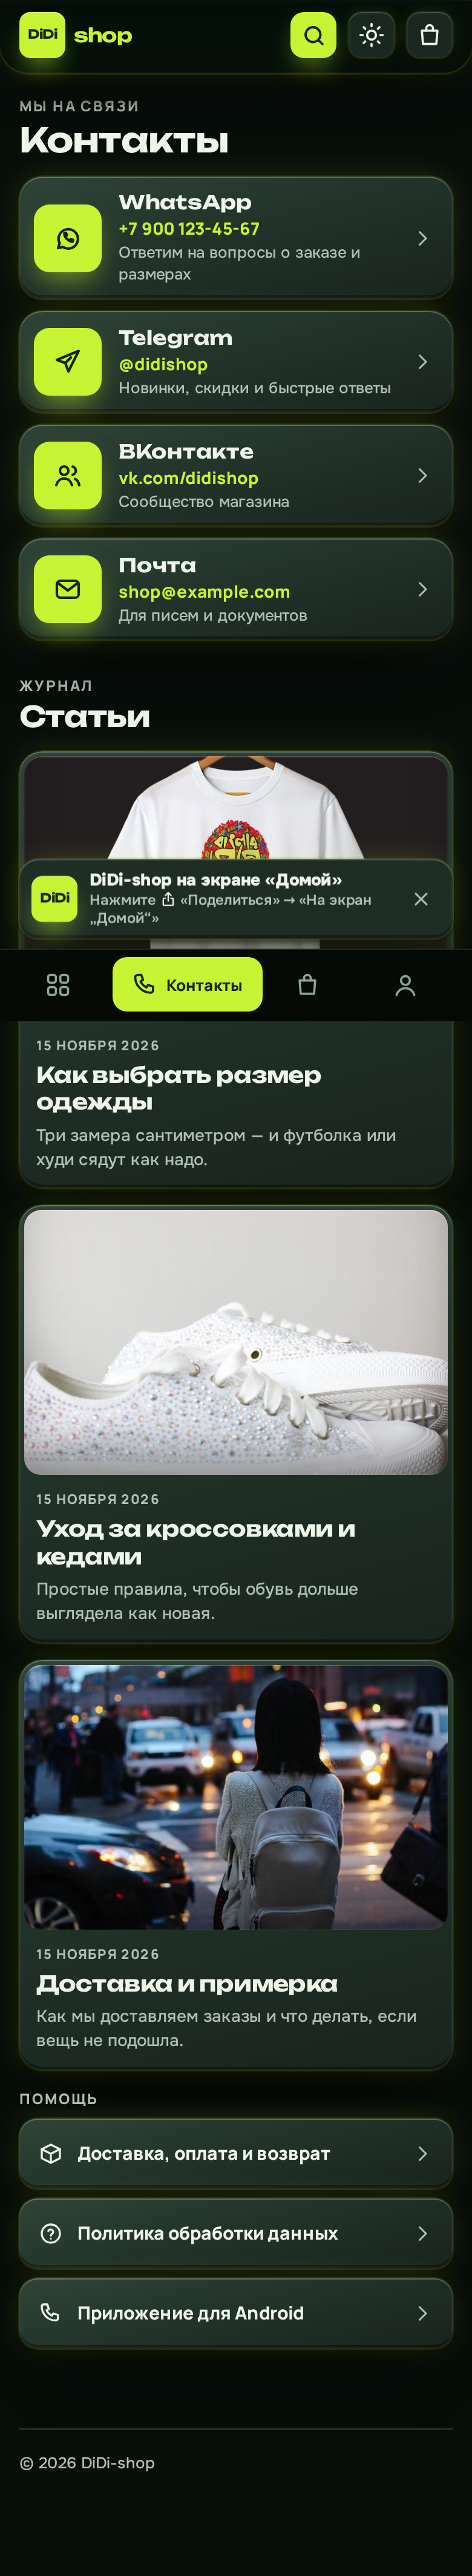 DiDi shop
МЫ НА СВЯЗИ
Контакты
WhatsApp
+7 900 123-45-67
Ответим на вопросы о заказе и
размерах
Telegram
@didishop
Новинки, скидки и быстрые ответы
ВКонтакте
vk.com/didishop
Сообщество магазина
Почта
shop@example.com
Для писем и документов
ЖУРНАЛ
Статьи
DiDi
DiDi-shop на экране «Домой»
Нажмите «Поделиться» → «На экран
„Домой“»
Контакты
15 НОЯБРЯ 2026
Как выбрать размер
одежды
Три замера сантиметром — и футболка или
худи сядут как надо.
15 НОЯБРЯ 2026
Уход за кроссовками и
кедами
Простые правила, чтобы обувь дольше
выглядела как новая.
15 НОЯБРЯ 2026
Доставка и примерка
Как мы доставляем заказы и что делать, если
вещь не подошла.
ПОМОЩЬ
Доставка, оплата и возврат
Политика обработки данных
Приложение для Android
© 2026 DiDi-shop